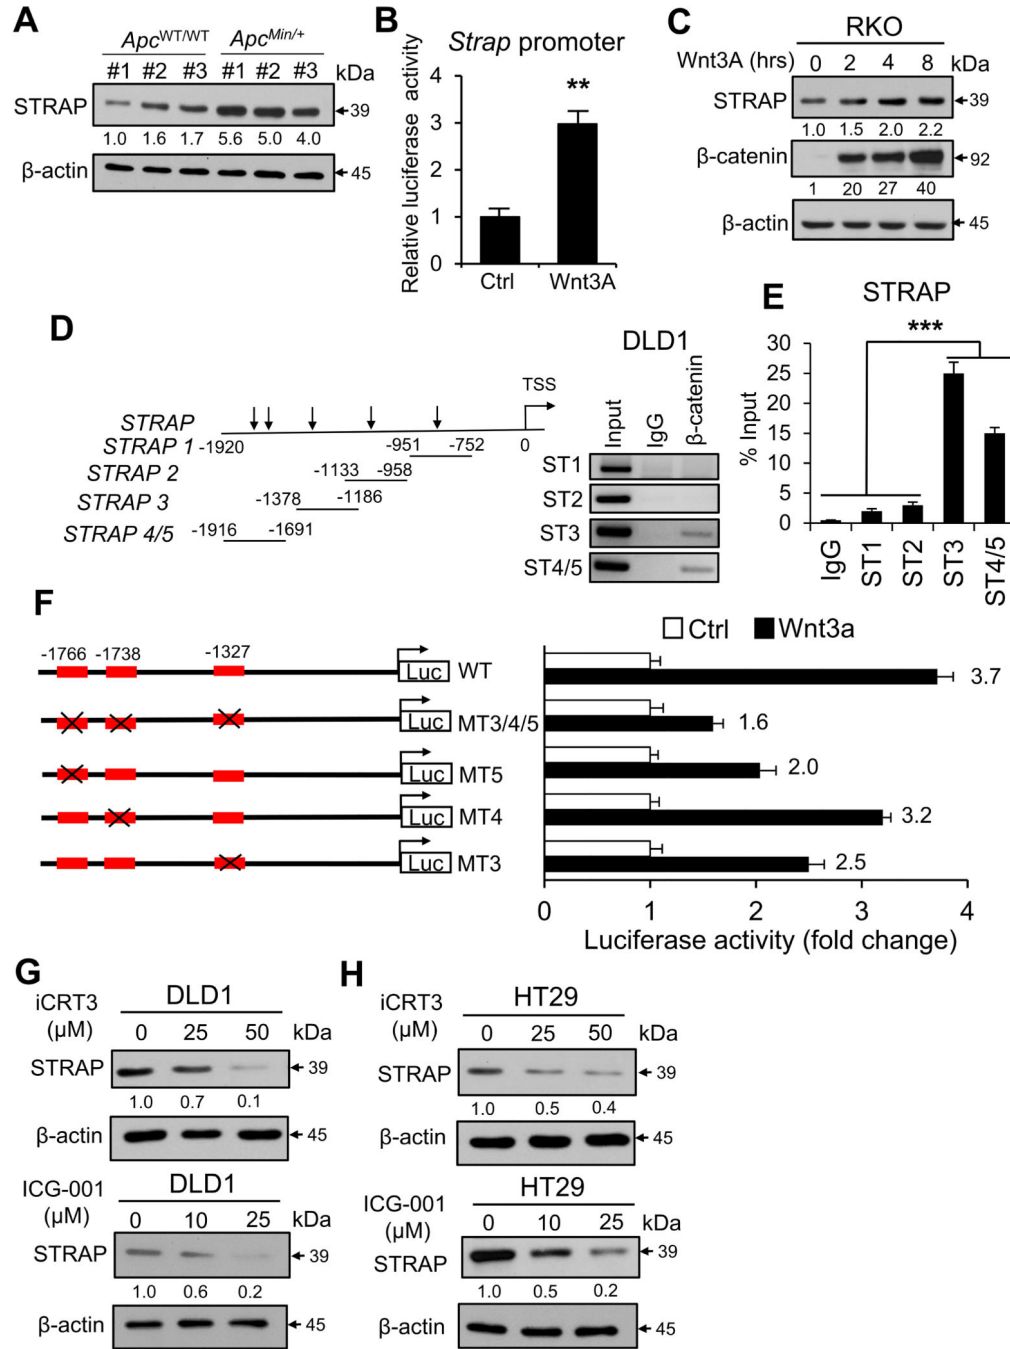 A
Apc^WT/WT Apc^Min/+
#1 #2 #3 #1 #2 #3 kDa
STRAP 39
1.0 1.6 1.7 5.6 5.0 4.0
β-actin 45
B
Strap promoter
Relative luciferase activity
4
3
2
1
0
**
Ctrl Wnt3A
C
RKO
Wnt3A (hrs) 0 2 4 8 kDa
STRAP 39
1.0 1.5 2.0 2.2
β-catenin 92
1 20 27 40
β-actin 45
D
TSS
STRAP
STRAP 1 -1920 -951 -752 0
STRAP 2 -1133 -958
STRAP 3 -1378 -1186
STRAP 4/5 -1916 -1691
DLD1
Input IgG β-catenin
ST1
ST2
ST3
ST4/5
E
STRAP
***
% Input
30
25
20
15
10
5
0
IgG ST1 ST2 ST3 ST4/5
F
Ctrl Wnt3a
-1766 -1738 -1327
Luc WT 3.7
Luc MT3/4/5 1.6
Luc MT5 2.0
Luc MT4 3.2
Luc MT3 2.5
0 1 2 3 4
Luciferase activity (fold change)
G
iCRT3 (µM) DLD1
0 25 50 kDa
STRAP 39
1.0 0.7 0.1
β-actin 45
ICG-001 (µM) DLD1
0 10 25 kDa
STRAP 39
1.0 0.6 0.2
β-actin 45
H
iCRT3 (µM) HT29
0 25 50 kDa
STRAP 39
1.0 0.5 0.4
β-actin 45
ICG-001 (µM) HT29
0 10 25 kDa
STRAP 39
1.0 0.5 0.2
β-actin 45